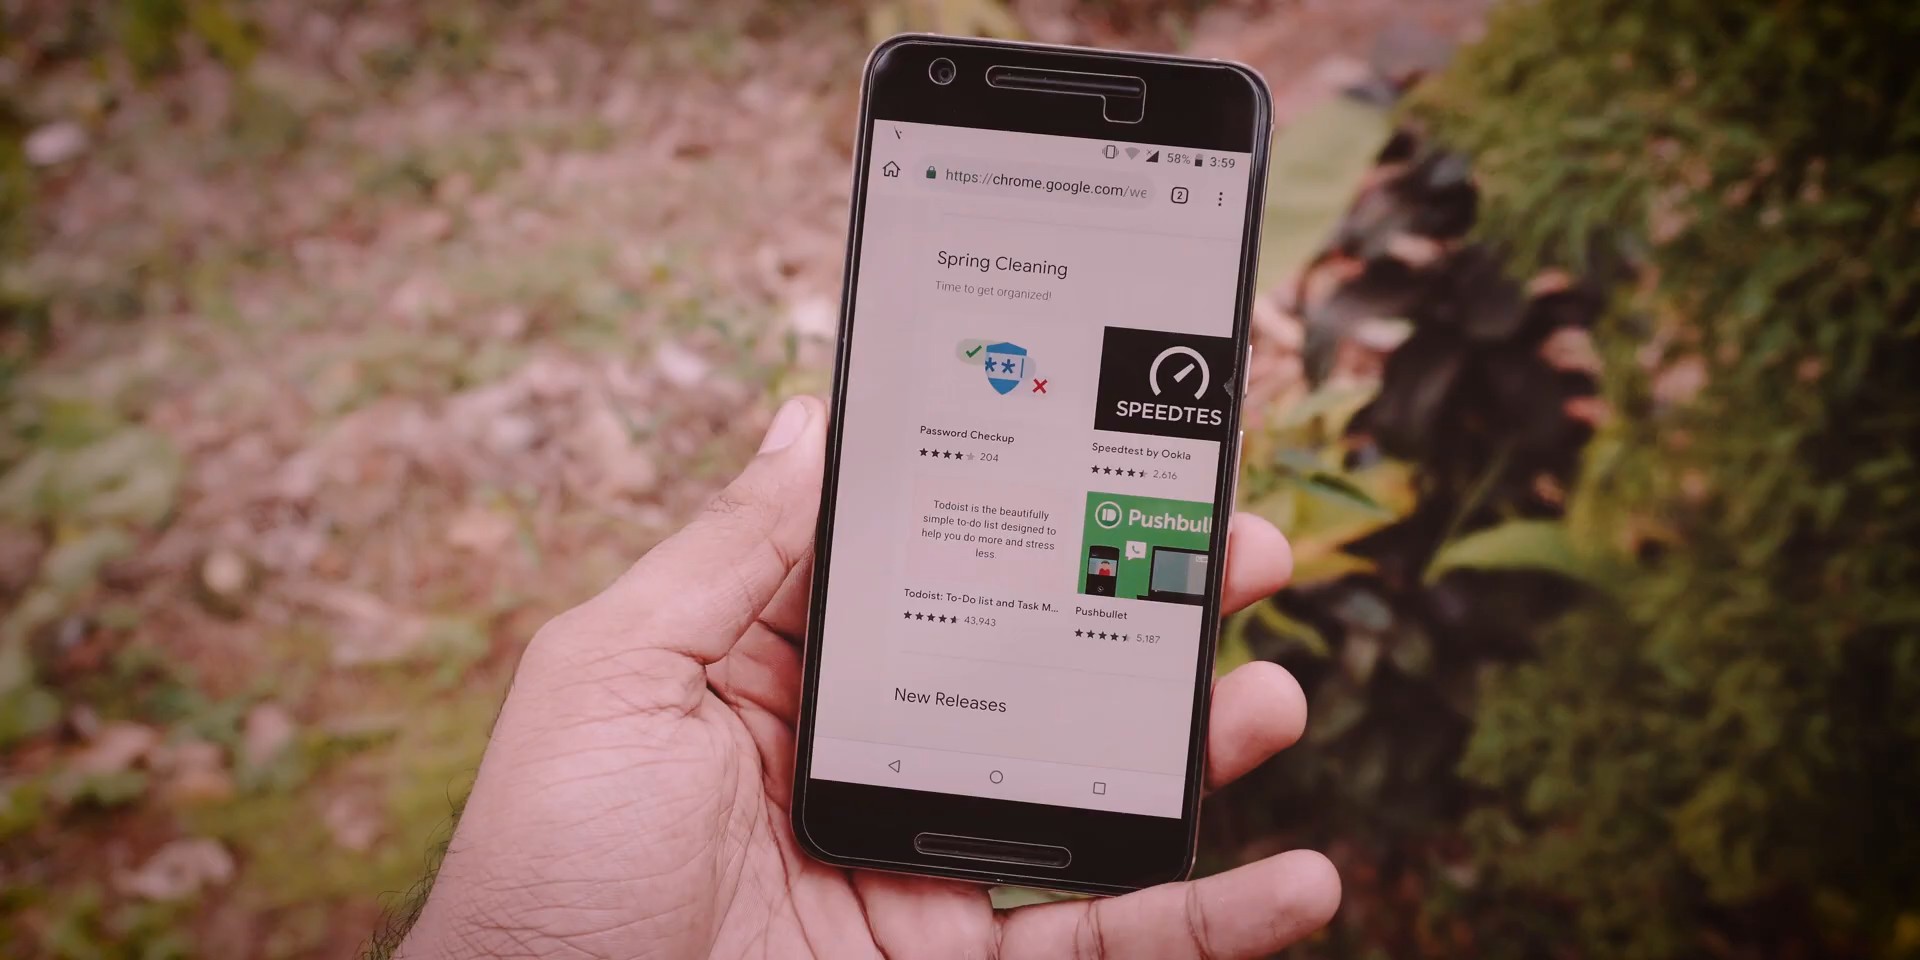 58% 3:59
https://chrome.google.com/we
2
Spring Cleaning
Time to get organized!
**
SPEEDTES
Password Checkup
204
Speedtest by Ookla
2,616
Todoist is the beautifully
simple to-do list designed to
help you do more and stress
less.
Pushbull
Todoist: To-Do list and Task M...
43,943
Pushbullet
5,187
New Releases